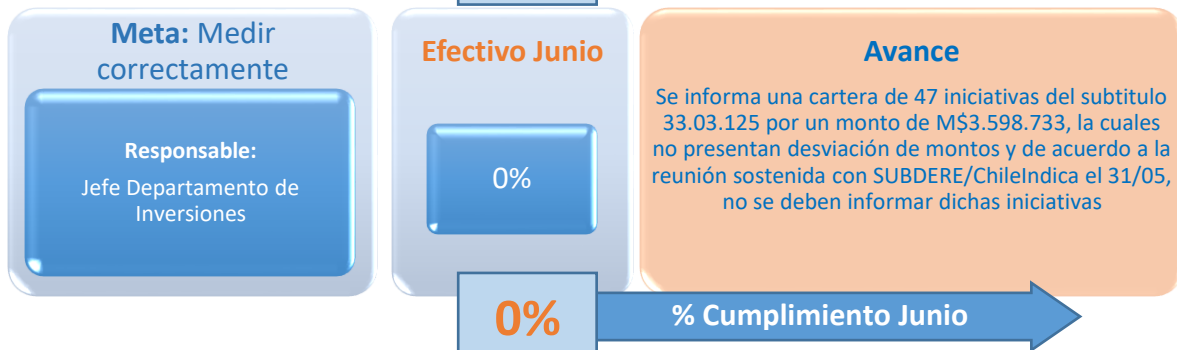 Meta: Medir
correctamente
Responsable:
Jefe Departamento de
Inversiones
Efectivo Junio
0%
Avance
Se informa una cartera de 47 iniciativas del subtitulo
33.03.125 por un monto de M$3.598.733, la cuales
no presentan desviación de montos y de acuerdo a la
reunión sostenida con SUBDERE/ChileIndica el 31/05,
no se deben informar dichas iniciativas
0%
% Cumplimiento Junio